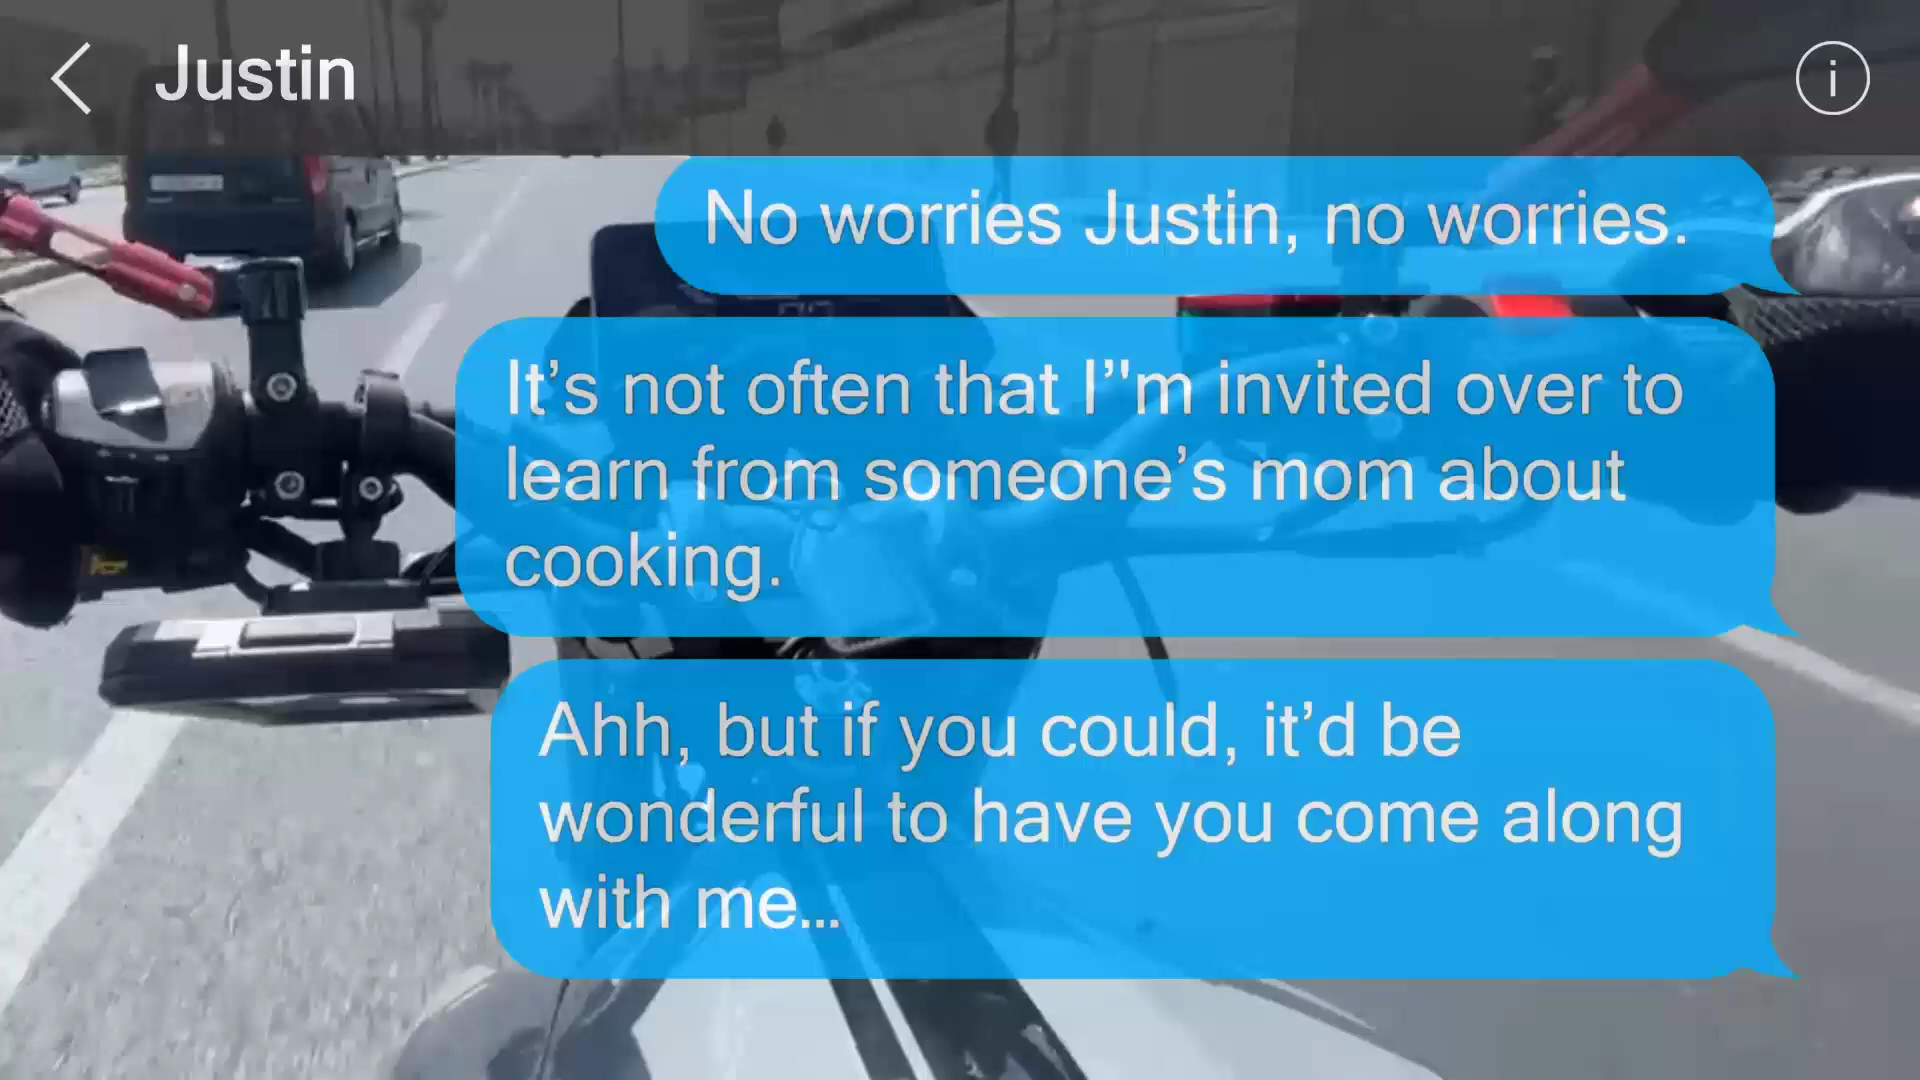 Justin
No worries Justin, no worries.
It’s not often that I’"m invited over to
learn from someone’s mom about
cooking.
Ahh, but if you could, it’d be
wonderful to have you come along
with me...